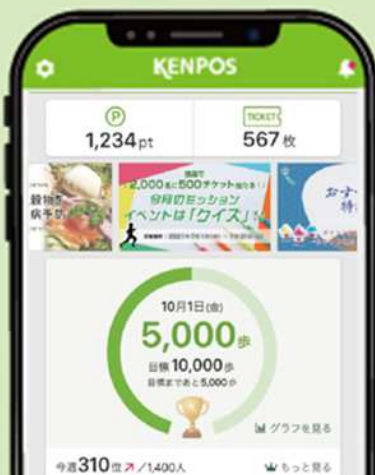 KENPOS
P
TICKET
1,234pt
567枚
穀物
病予防
抽選で
2,000名に500チケット当たる!
今月のミッション
イベントは「クイズ」!
おす
特
10月1日(金)
5,000歩
目標10,000歩
目標まであと5,000歩
グラフを見る
今週310位 /1,400人
もっと見る